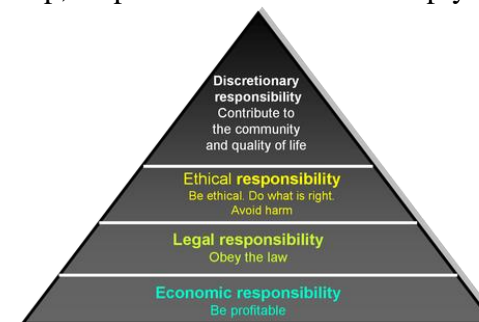 Discretionary
responsibility
Contribute to
the community
and quality of life
Ethical responsibility
Be ethical. Do what is right.
Avoid harm
Legal responsibility
Obey the law
Economic responsibility
Be profitable